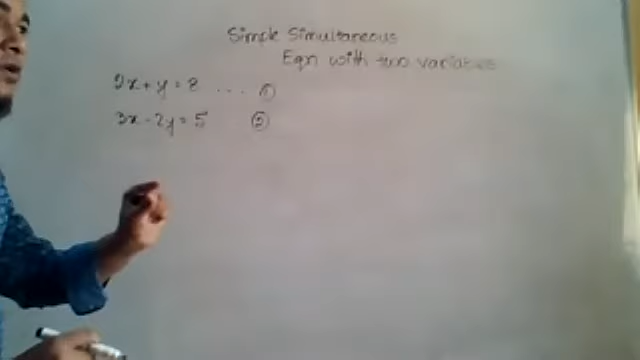 Simple Simultaneous
Eqn with two variables
2x + y = 8 ... ①
3x - 2y = 5 ②